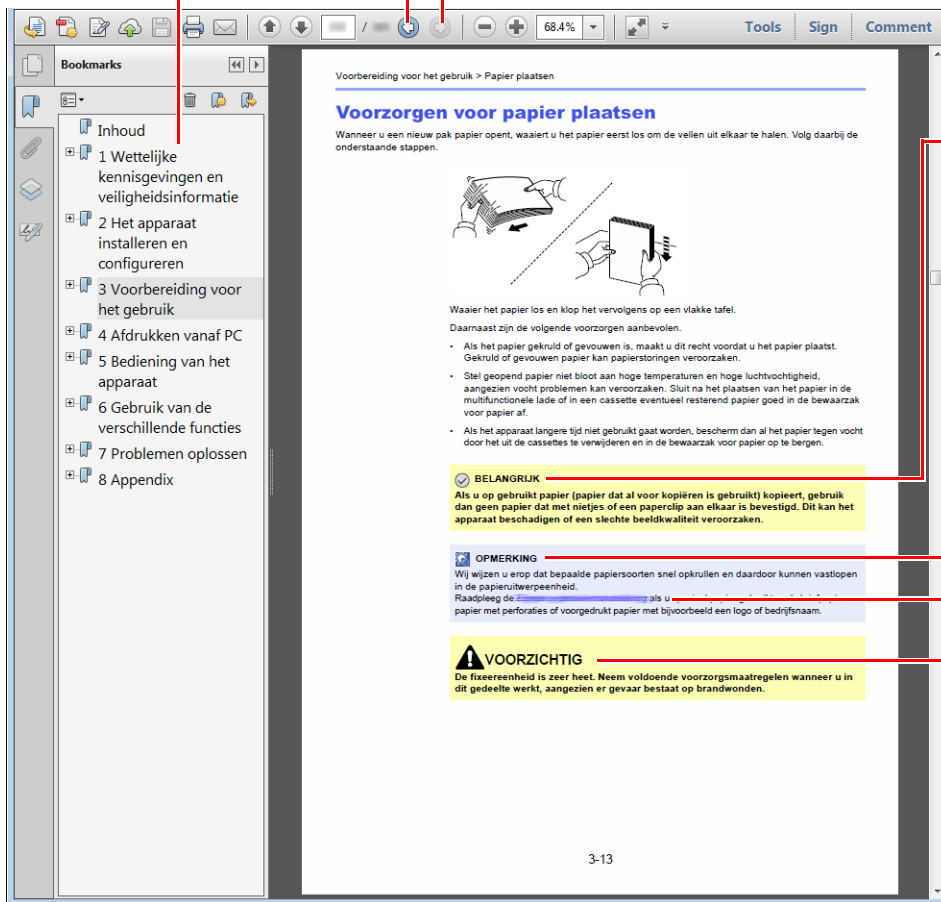 /
68.4%
Tools
Sign
Comment
Bookmarks
Inhoud
1 Wettelijke
kennisgevingen en
veiligheidsinformatie
2 Het apparaat
installeren en
configureren
3 Voorbereiding voor
het gebruik
4 Afdrukken vanaf PC
5 Bediening van het
apparaat
6 Gebruik van de
verschillende functies
7 Problemen oplossen
8 Appendix
Voorbereiding voor het gebruik > Papier plaatsen
Voorzorgen voor papier plaatsen
Wanneer u een nieuw pak papier opent, waaiert u het papier eerst los om de vellen uit elkaar te halen. Volg daarbij de
onderstaande stappen.
Waaier het papier los en klop het vervolgens op een vlakke tafel.
Daarnaast zijn de volgende voorzorgen aanbevolen.
• Als het papier gekruld of gevouwen is, maakt u dit recht voordat u het papier plaatst.
Gekruld of gevouwen papier kan papierstoringen veroorzaken.
• Stel geopend papier niet bloot aan hoge temperaturen en hoge luchtvochtigheid,
aangezien vocht problemen kan veroorzaken. Sluit na het plaatsen van het papier in de
multifunctionele lade of in een cassette eventueel resterend papier goed in de bewaarzak
voor papier af.
• Als het apparaat langere tijd niet gebruikt gaat worden, bescherm dan al het papier tegen vocht
door het uit de cassettes te verwijderen en in de bewaarzak voor papier op te bergen.
BELANGRIJK
Als u op gebruikt papier (papier dat al voor kopiëren is gebruikt) kopieert, gebruik
dan geen papier dat met nietjes of een paperclip aan elkaar is bevestigd. Dit kan het
apparaat beschadigen of een slechte beeldkwaliteit veroorzaken.
OPMERKING
Wij wijzen u erop dat bepaalde papiersoorten snel opkrullen en daardoor kunnen vastlopen
in de papieruitwerpeenheid.
Raadpleeg de als u
papier met perforaties of voorgedrukt papier met bijvoorbeeld een logo of bedrijfsnaam.
VOORZICHTIG
De fixeereenheid is zeer heet. Neem voldoende voorzorgsmaatregelen wanneer u in
dit gedeelte werkt, aangezien er gevaar bestaat op brandwonden.
3-13